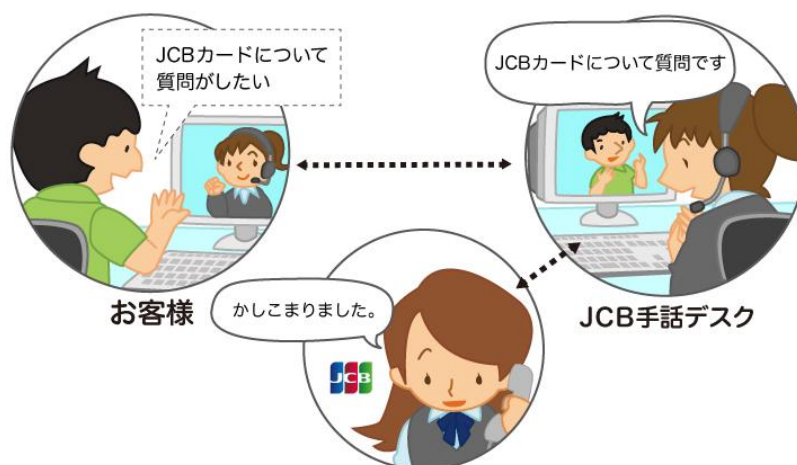 JCBカードについて
質問がしたい
JCBカードについて質問です
お客様
JCB手話デスク
かしこまりました。
JCB